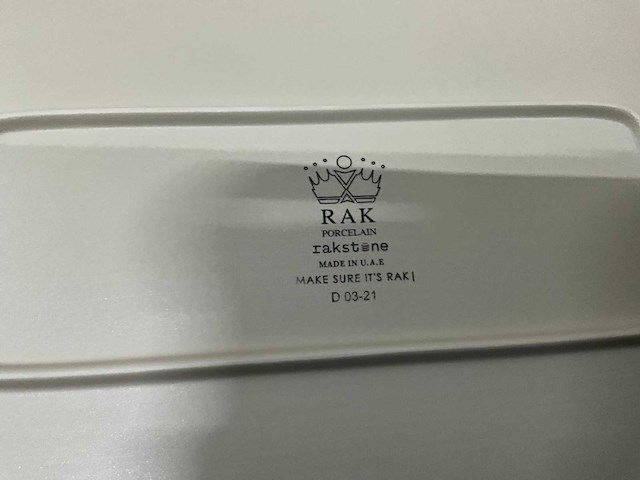 RAK
PORCELAIN
rakstone
MADE IN U.A.E
MAKE SURE IT'S RAK|
D 03-21